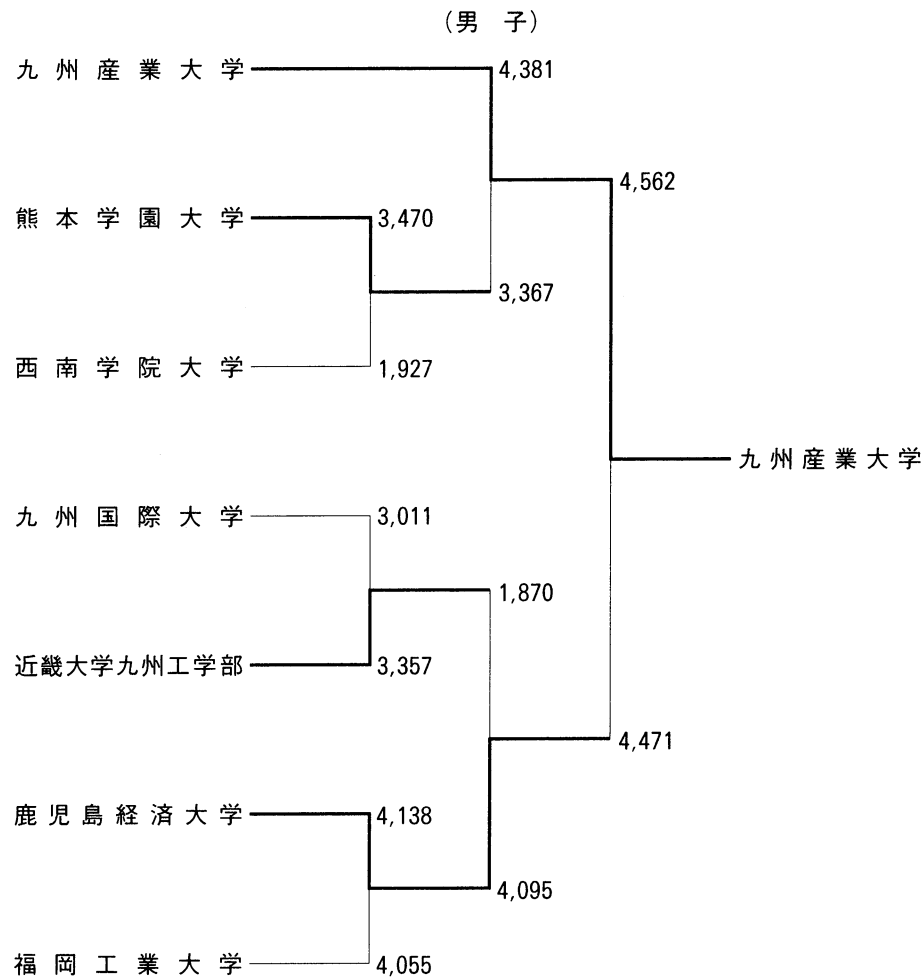 (男 子)
九州産業大学 4,381
4,562
熊本学園大学 3,470
3,367
西南学院大学 1,927
九州産業大学
九州国際大学 3,011
1,870
近畿大学九州工学部 3,357
4,471
鹿児島経済大学 4,138
4,095
福岡工業大学 4,055